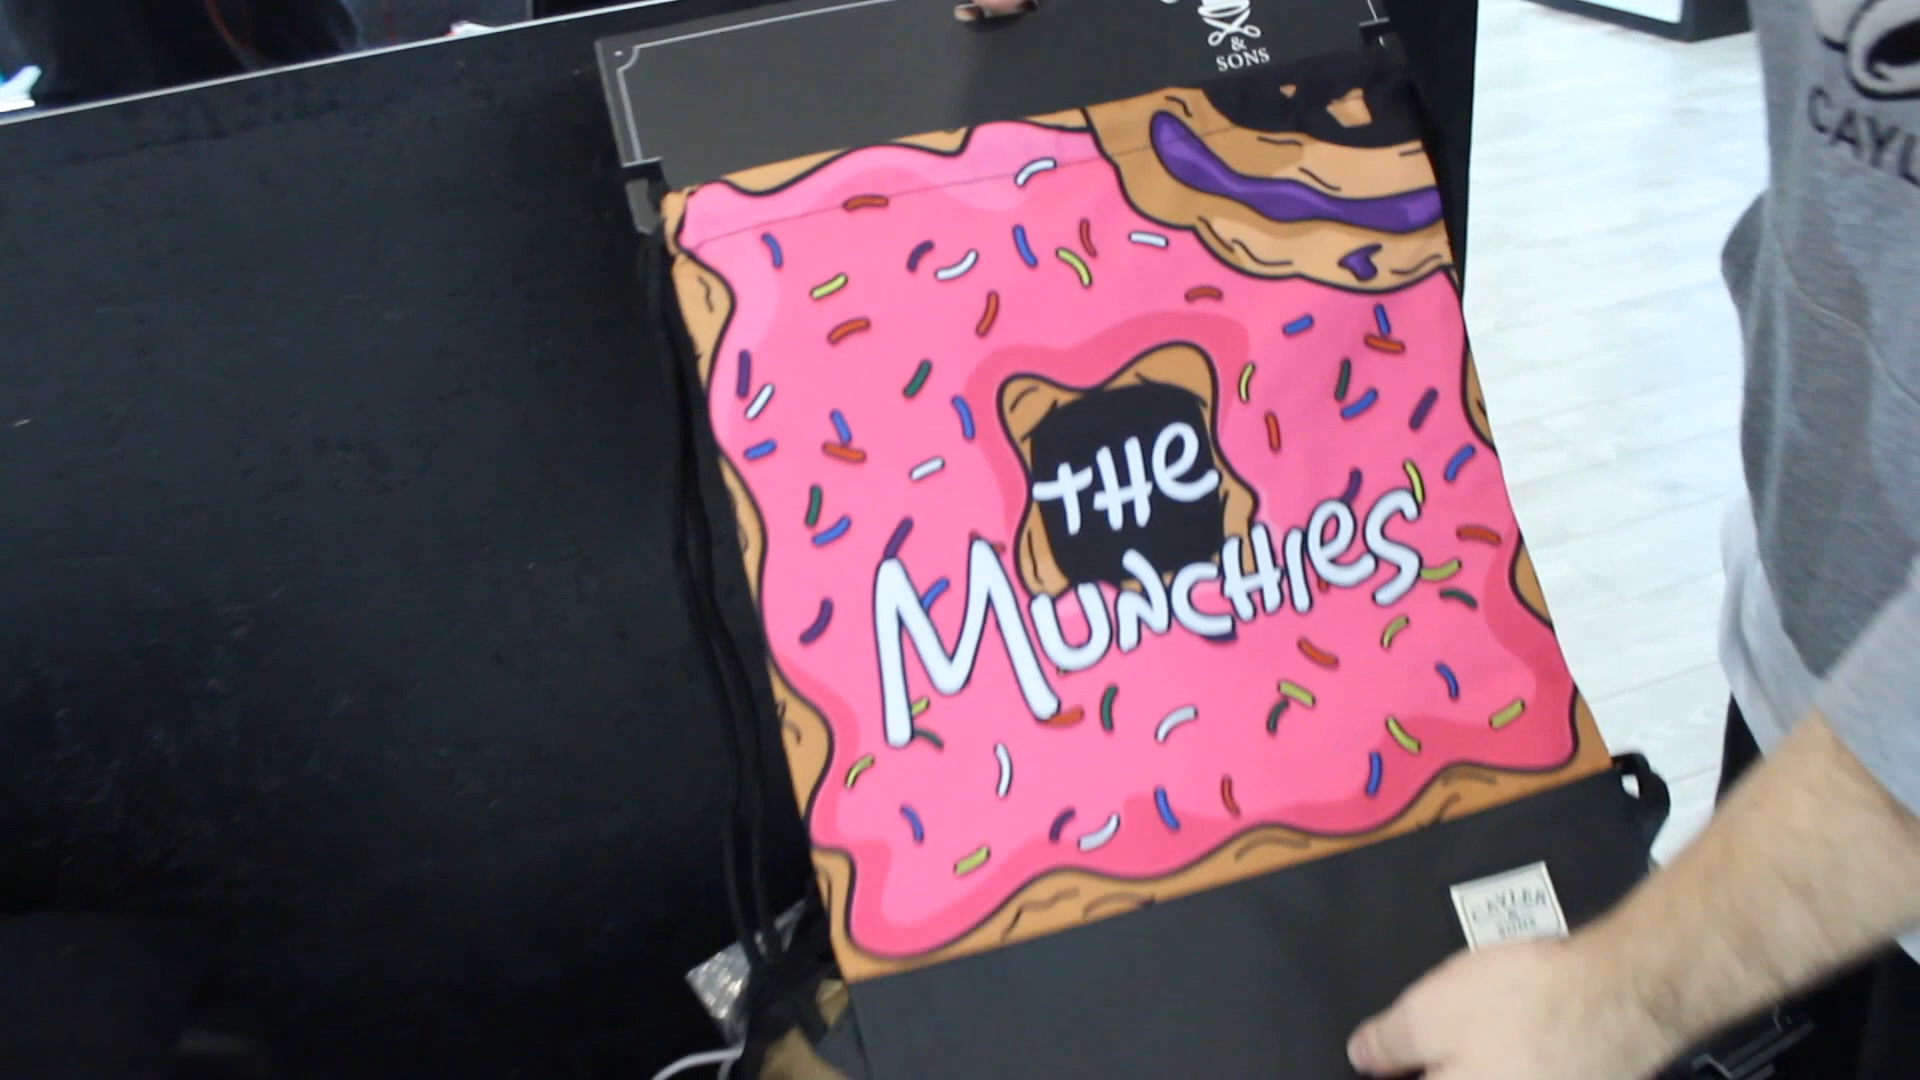 & 
SONS
CAYL
THE
MUNCHIES
CAYLER
&
SONS